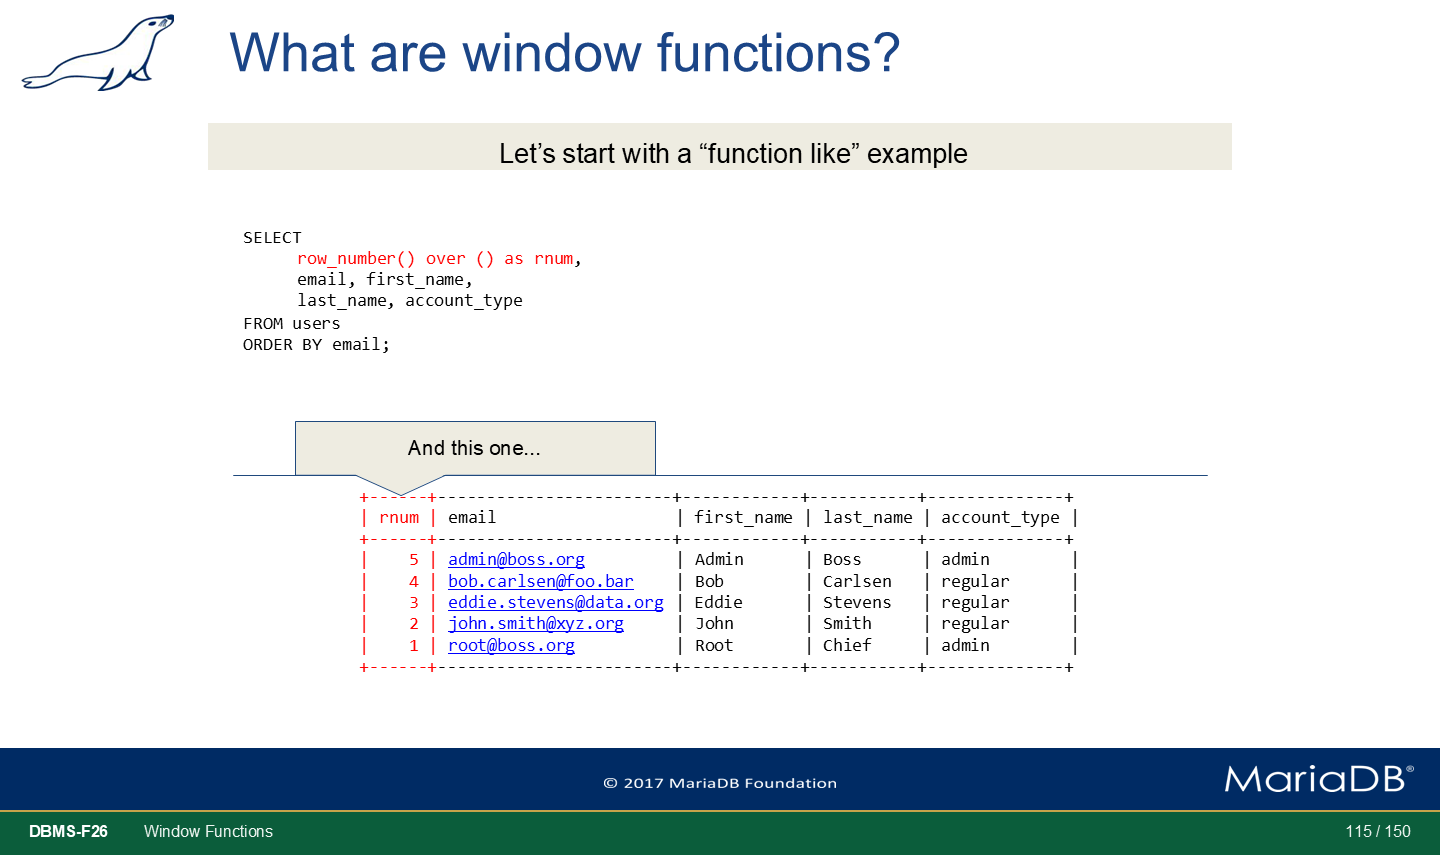 What are window functions?
Let's start with a “function like” example
SELECT
row_number() over () as rnum,
email, first_name,
last_name, account_type
FROM users
ORDER BY email;
And this one...
+------+------------------------+------------+-----------+--------------+
| rnum | email                  | first_name | last_name | account_type |
+------+------------------------+------------+-----------+--------------+
|    5 | admin@boss.org         | Admin      | Boss      | admin        |
|    4 | bob.carlsen@foo.bar    | Bob        | Carlsen   | regular      |
|    3 | eddie.stevens@data.org | Eddie      | Stevens   | regular      |
|    2 | john.smith@xyz.org     | John       | Smith     | regular      |
|    1 | root@boss.org          | Root       | Chief     | admin        |
+------+------------------------+------------+-----------+--------------+
© 2017 MariaDB Foundation
MariaDB®
DBMS-F26 Window Functions 115 / 150